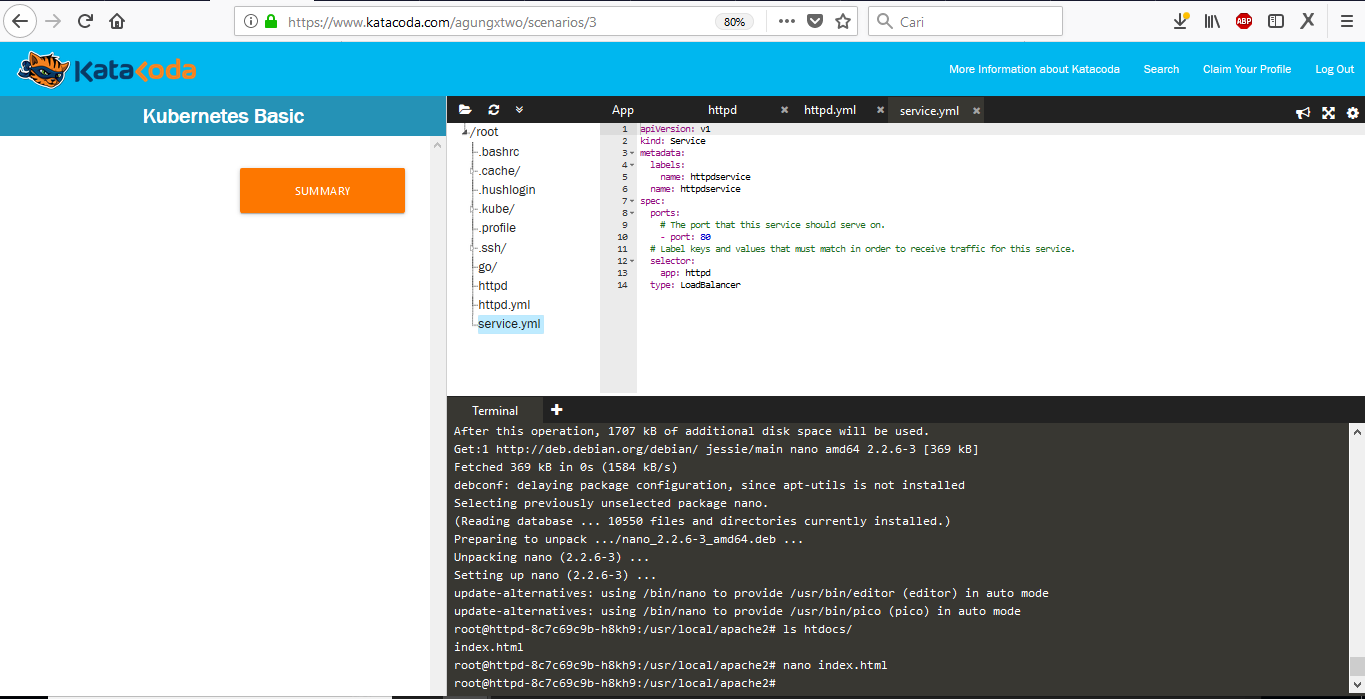 https://www.katacoda.com/agungxtwo/scenarios/3
80%
Cari
ABP
KataKoda
More Information about Katacoda
Search
Claim Your Profile
Log Out
Kubernetes Basic
SUMMARY
App
httpd
httpd.yml
service.yml
/root
.bashrc
.cache/
.hushlogin
.kube/
.profile
.ssh/
go/
httpd
httpd.yml
service.yml
1 apiVersion: v1
2 kind: Service
3 metadata:
4 labels:
5 name: httpdservice
6 name: httpdservice
7 spec:
8 ports:
9 # The port that this service should serve on.
10 - port: 80
11 # Label keys and values that must match in order to receive traffic for this service.
12 selector:
13 app: httpd
14 type: LoadBalancer
Terminal
After this operation, 1707 kB of additional disk space will be used.
Get:1 http://deb.debian.org/debian/ jessie/main nano amd64 2.2.6-3 [369 kB]
Fetched 369 kB in 0s (1584 kB/s)
debconf: delaying package configuration, since apt-utils is not installed
Selecting previously unselected package nano.
(Reading database ... 10550 files and directories currently installed.)
Preparing to unpack .../nano_2.2.6-3_amd64.deb ...
Unpacking nano (2.2.6-3) ...
Setting up nano (2.2.6-3) ...
update-alternatives: using /bin/nano to provide /usr/bin/editor (editor) in auto mode
update-alternatives: using /bin/nano to provide /usr/bin/pico (pico) in auto mode
root@httpd-8c7c69c9b-h8kh9:/usr/local/apache2# ls htdocs/
index.html
root@httpd-8c7c69c9b-h8kh9:/usr/local/apache2# nano index.html
root@httpd-8c7c69c9b-h8kh9:/usr/local/apache2#